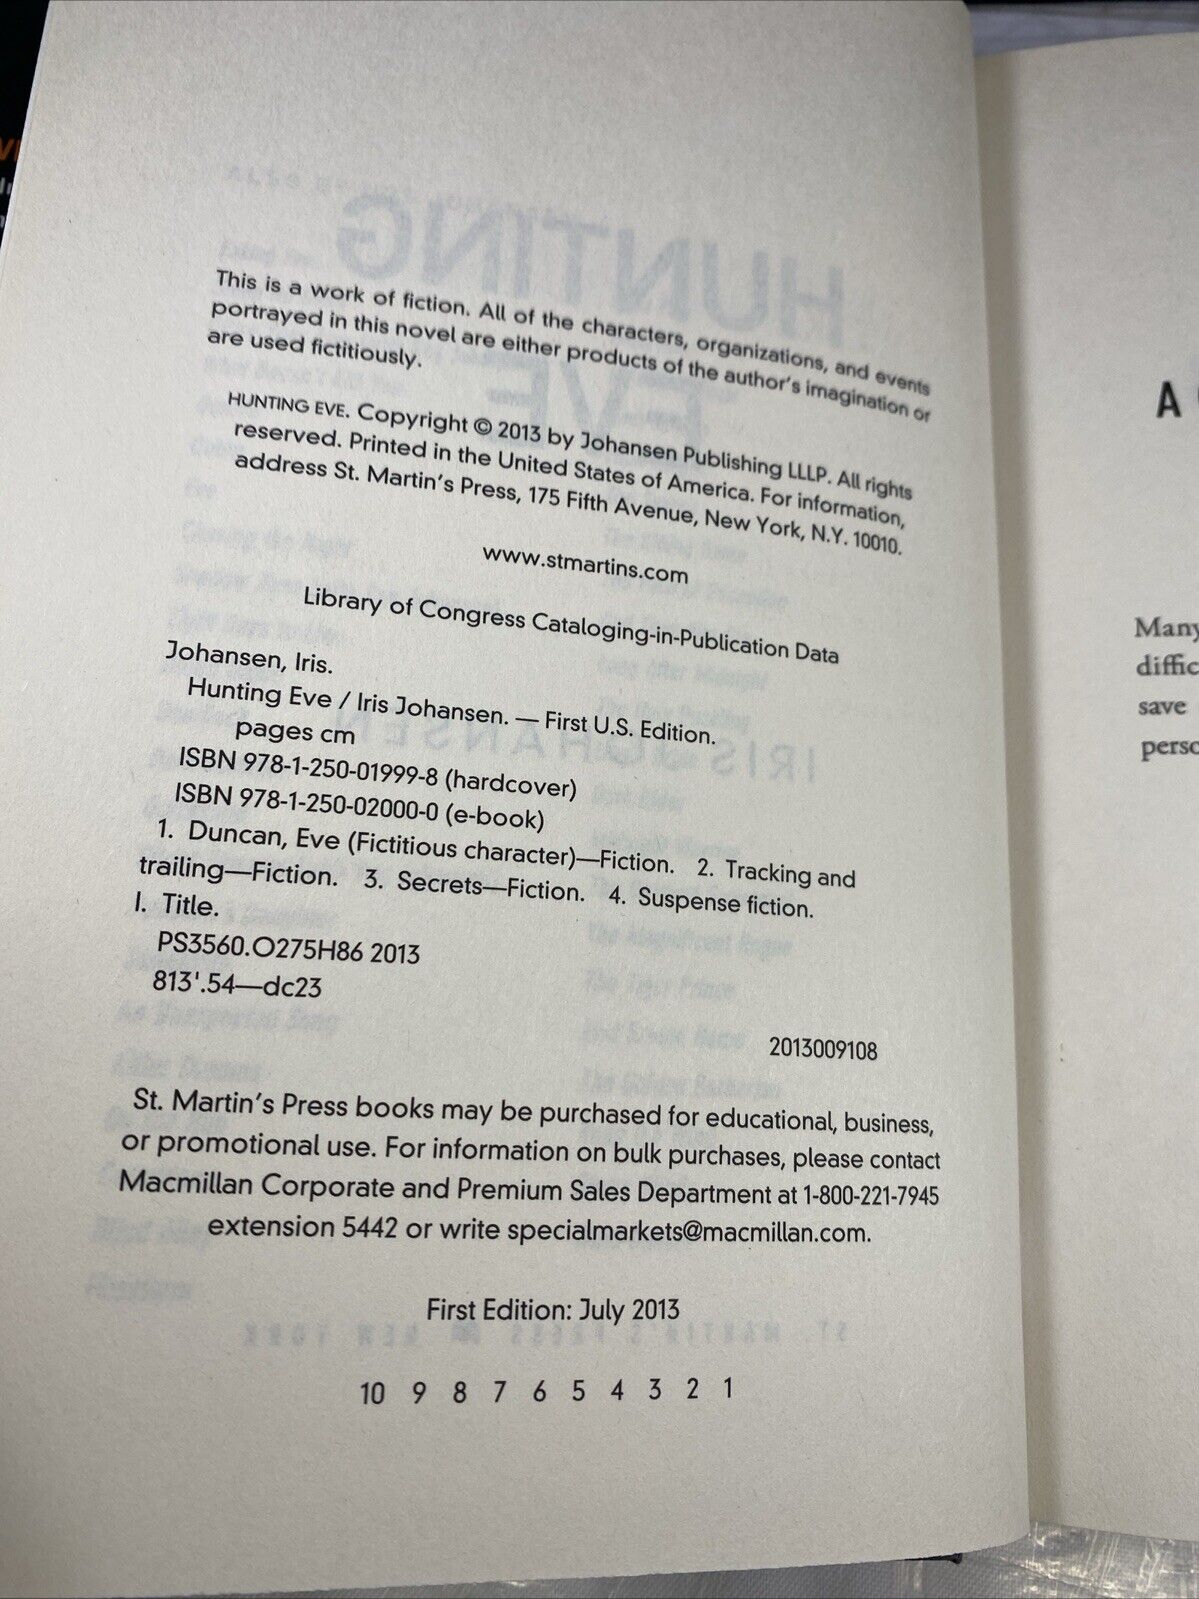 This is a work of fiction. All of the characters, organizations, and events
portrayed in this novel are either products of the author's imagination or
are used fictitiously.
HUNTING EVE. Copyright © 2013 by Johansen Publishing LLLP. All rights
reserved. Printed in the United States of America. For information,
address St. Martin's Press, 175 Fifth Avenue, New York, N.Y. 10010.
www.stmartins.com
Library of Congress Cataloging-in-Publication Data
Johansen, Iris.
Hunting Eve / Iris Johansen. — First U.S. Edition.
pages cm
ISBN 978-1-250-01999-8 (hardcover)
ISBN 978-1-250-02000-0 (e-book)
1. Duncan, Eve (Fictitious character)—Fiction. 2. Tracking and
trailing—Fiction. 3. Secrets—Fiction. 4. Suspense fiction.
I. Title.
PS3560.O275H86 2013
813'.54—dc23
2013009108
St. Martin's Press books may be purchased for educational, business,
or promotional use. For information on bulk purchases, please contact
Macmillan Corporate and Premium Sales Department at 1-800-221-7945
extension 5442 or write specialmarkets@macmillan.com.
First Edition: July 2013
10 9 8 7 6 5 4 3 2 1
A
Many
diffic
save
perso